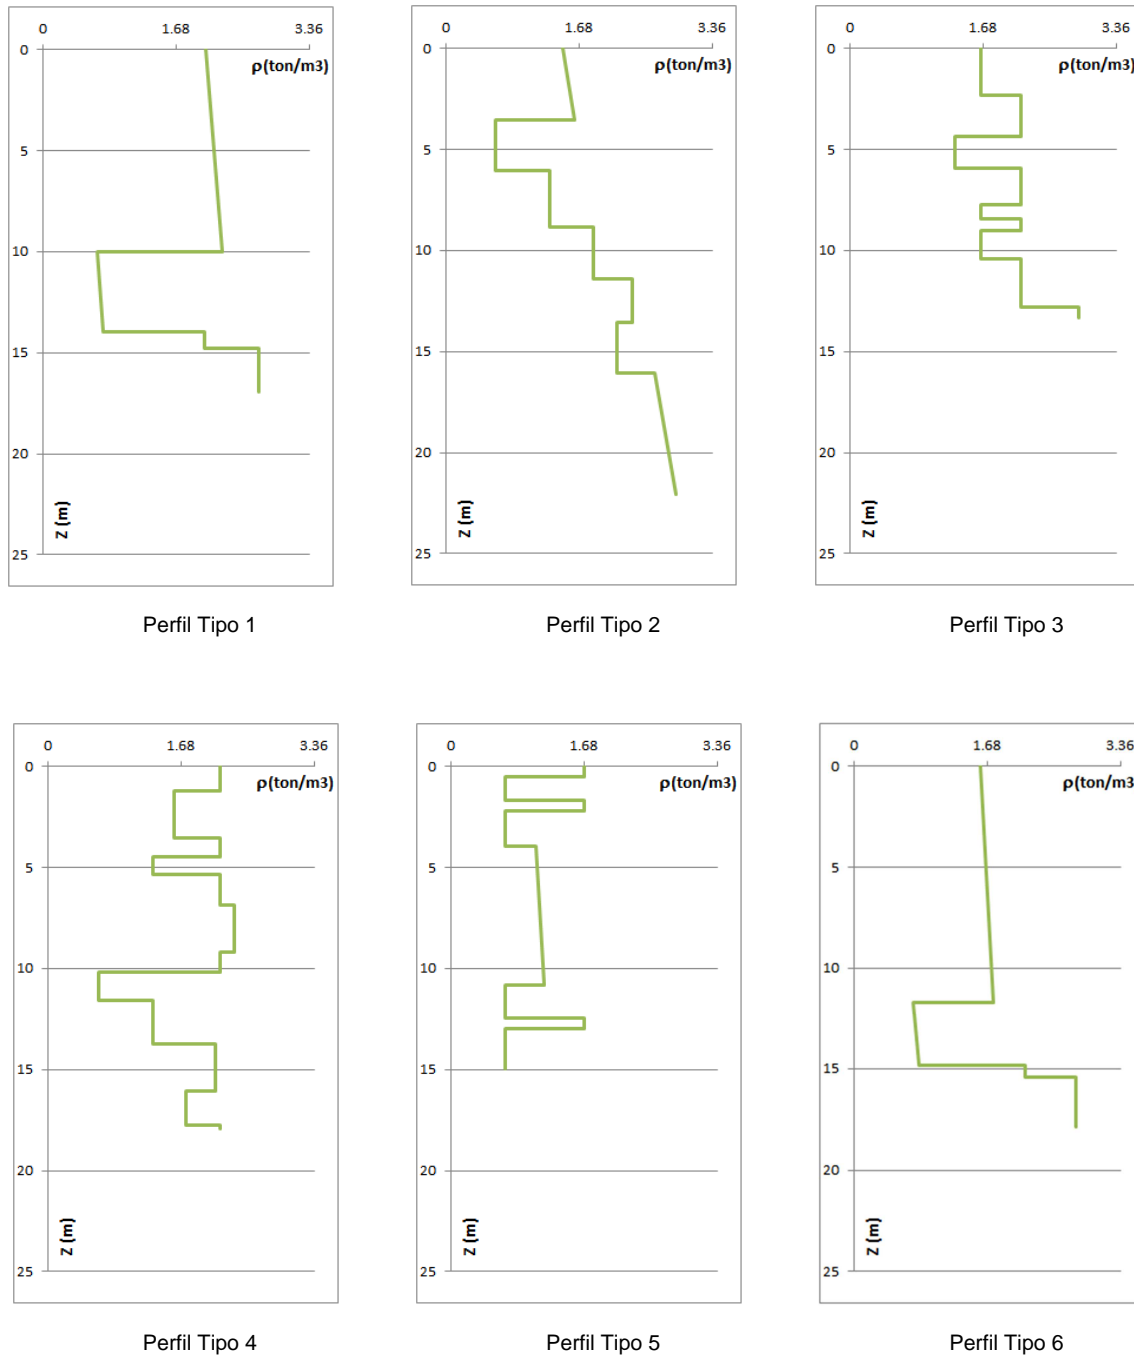 0 1.68 3.36
0
ρ(ton/m3)
5
10
15
20
Z (m)
25
Perfil Tipo 1
0 1.68 3.36
0
ρ(ton/m3)
5
10
15
20
Z (m)
25
Perfil Tipo 2
0 1.68 3.36
0
ρ(ton/m3)
5
10
15
20
Z (m)
25
Perfil Tipo 3
0 1.68 3.36
0
ρ(ton/m3)
5
10
15
20
Z (m)
25
Perfil Tipo 4
0 1.68 3.36
0
ρ(ton/m3)
5
10
15
20
Z (m)
25
Perfil Tipo 5
0 1.68 3.36
0
ρ(ton/m3
5
10
15
20
Z (m)
25
Perfil Tipo 6